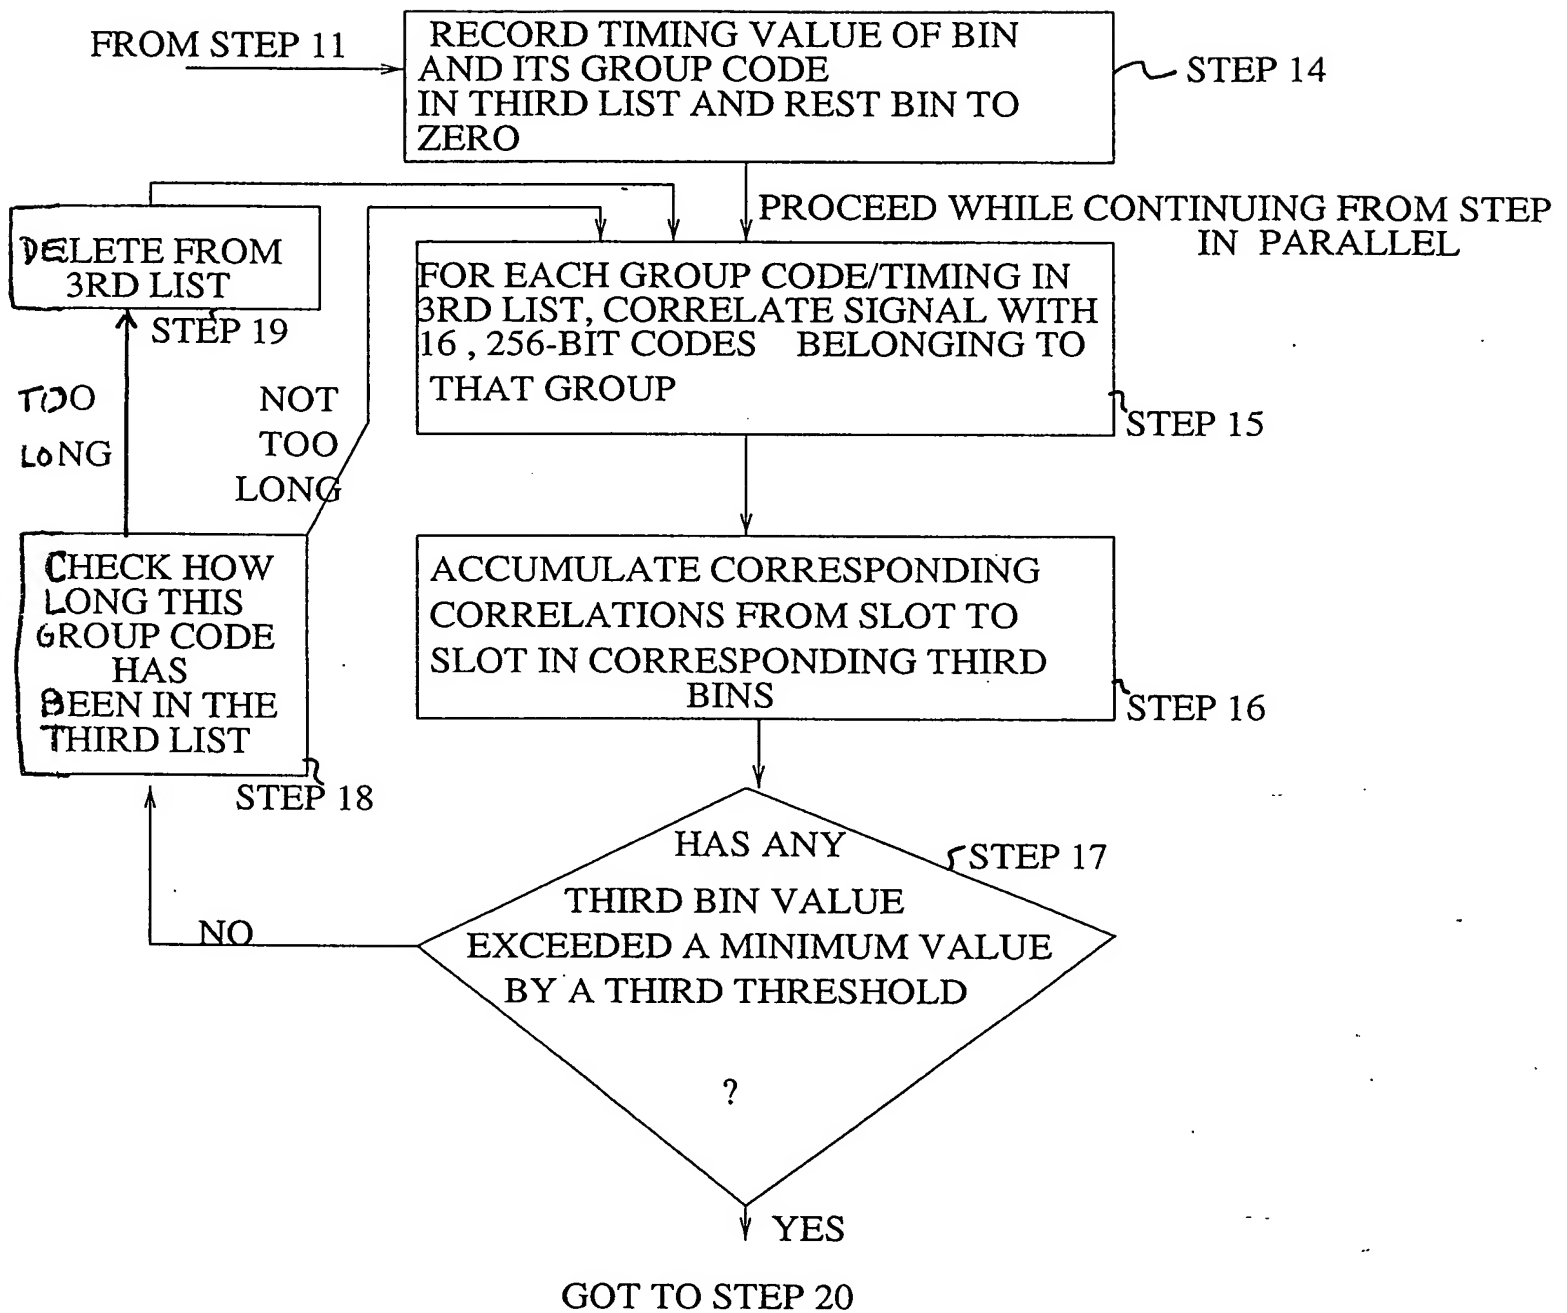 FROM STEP 11
RECORD TIMING VALUE OF BIN
AND ITS GROUP CODE
IN THIRD LIST AND REST BIN TO
ZERO
STEP 14
PROCEED WHILE CONTINUING FROM STEP
IN PARALLEL
DELETE FROM
3RD LIST
STEP 19
FOR EACH GROUP CODE/TIMING IN
3RD LIST, CORRELATE SIGNAL WITH
16 , 256-BIT CODES BELONGING TO
THAT GROUP
STEP 15
TOO
LONG
NOT
TOO
LONG
CHECK HOW
LONG THIS
GROUP CODE
HAS
BEEN IN THE
THIRD LIST
STEP 18
ACCUMULATE CORRESPONDING
CORRELATIONS FROM SLOT TO
SLOT IN CORRESPONDING THIRD
BINS
STEP 16
HAS ANY
THIRD BIN VALUE
EXCEEDED A MINIMUM VALUE
BY A THIRD THRESHOLD
?
STEP 17
NO
YES
GOT TO STEP 20